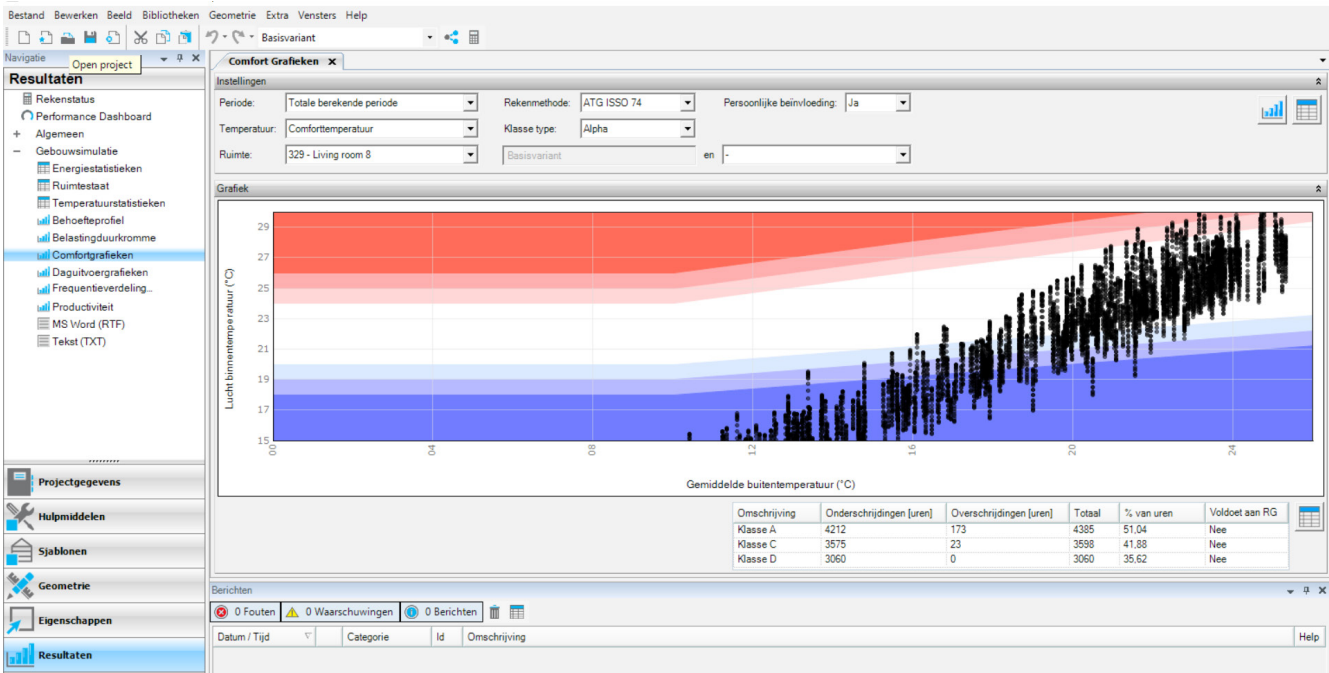 Bestand Bewerken Beeld Bibliotheken Geometrie Extra Vensters Help
Basisvariant
Navigatie
Open project
Resultaten
Rekenstatus
Performance Dashboard
+ Algemeen
− Gebouwsimulatie
Energiestatistieken
Ruimtestaat
Temperatuurstatistieken
Behoefteprofiel
Belastingduurkromme
Comfortgrafieken
Daguitvoergrafieken
Frequentieverdeling...
Productiviteit
MS Word (RTF)
Tekst (TXT)
Projectgegevens
Hulpmiddelen
Sjablonen
Geometrie
Eigenschappen
Resultaten
Comfort Grafieken X
Instellingen
Periode: Totale berekende periode Rekenmethode: ATG ISSO 74 Persoonlijke beïnvloeding: Ja
Temperatuur: Comforttemperatuur Klasse type: Alpha
Ruimte: 329 - Living room 8 Basisvariant en -
Grafiek
Lucht binnentemperatuur (°C)
29
27
25
23
21
19
17
15
00 04 08 12 16 20 24
Gemiddelde buitentemperatuur (°C)
Omschrijving Onderschrijdingen [uren] Overschrijdingen [uren] Totaal % van uren Voldoet aan RG
Klasse A 4212 173 4385 51,04 Nee
Klasse C 3575 23 3598 41,88 Nee
Klasse D 3060 0 3060 35,62 Nee
Berichten
0 Fouten 0 Waarschuwingen 0 Berichten
Datum / Tijd Categorie Id Omschrijving Help